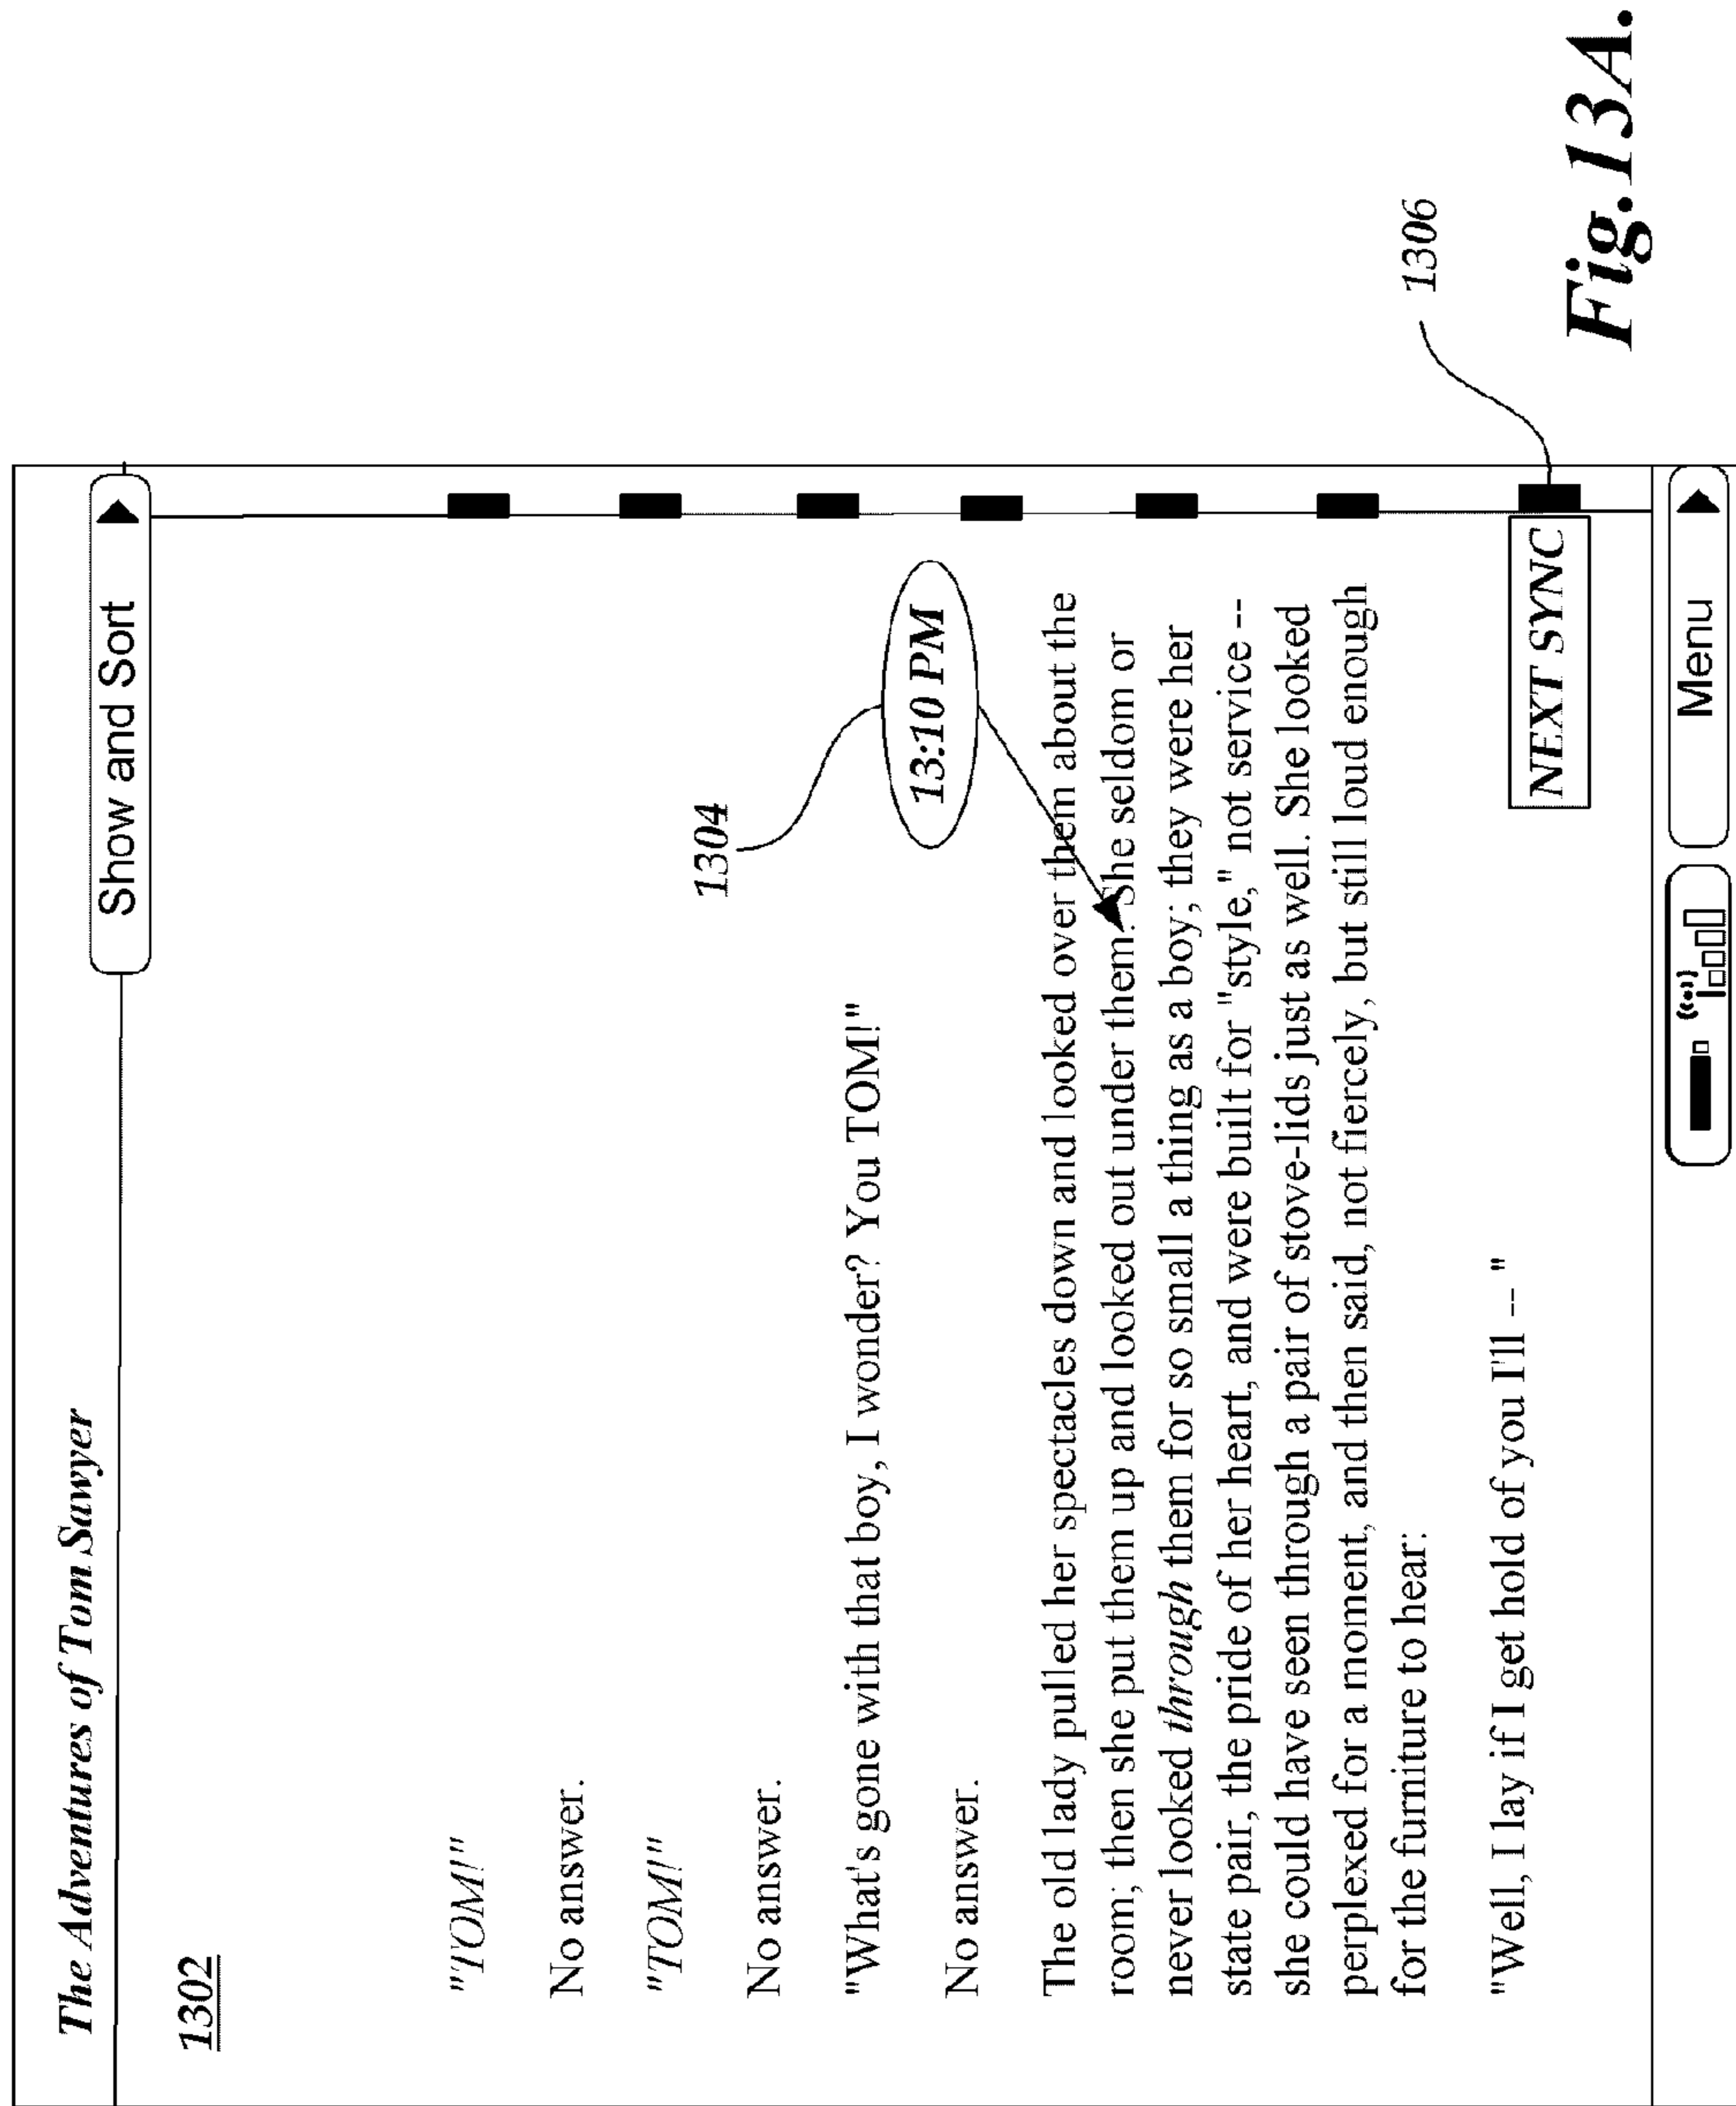 The Adventures of Tom Sawyer
Show and Sort
1302
"TOM!"
No answer.
"TOM!"
No answer.
1304
"What's gone with that boy, I wonder? You TOM!"
13:10 PM
No answer.
The old lady pulled her spectacles down and looked over them about the
room; then she put them up and looked out under them. She seldom or
never looked through them for so small a thing as a boy; they were her
state pair, the pride of her heart, and were built for "style," not service --
she could have seen through a pair of stove-lids just as well. She looked
perplexed for a moment, and then said, not fiercely, but still loud enough
for the furniture to hear:
1306
"Well, I lay if I get hold of you I'll -- "
NEXT SYNC
Menu
Fig.13A.